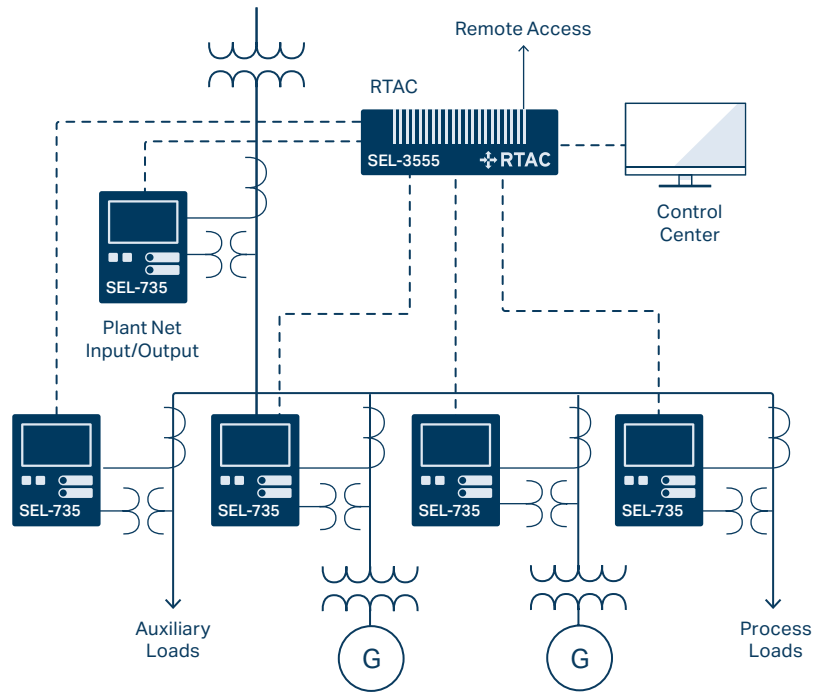 Remote Access
RTAC
SEL-3555
RTAC
Control
Center
SEL-735
Plant Net
Input/Output
SEL-735
SEL-735
SEL-735
SEL-735
Auxiliary
Loads
G
G
Process
Loads